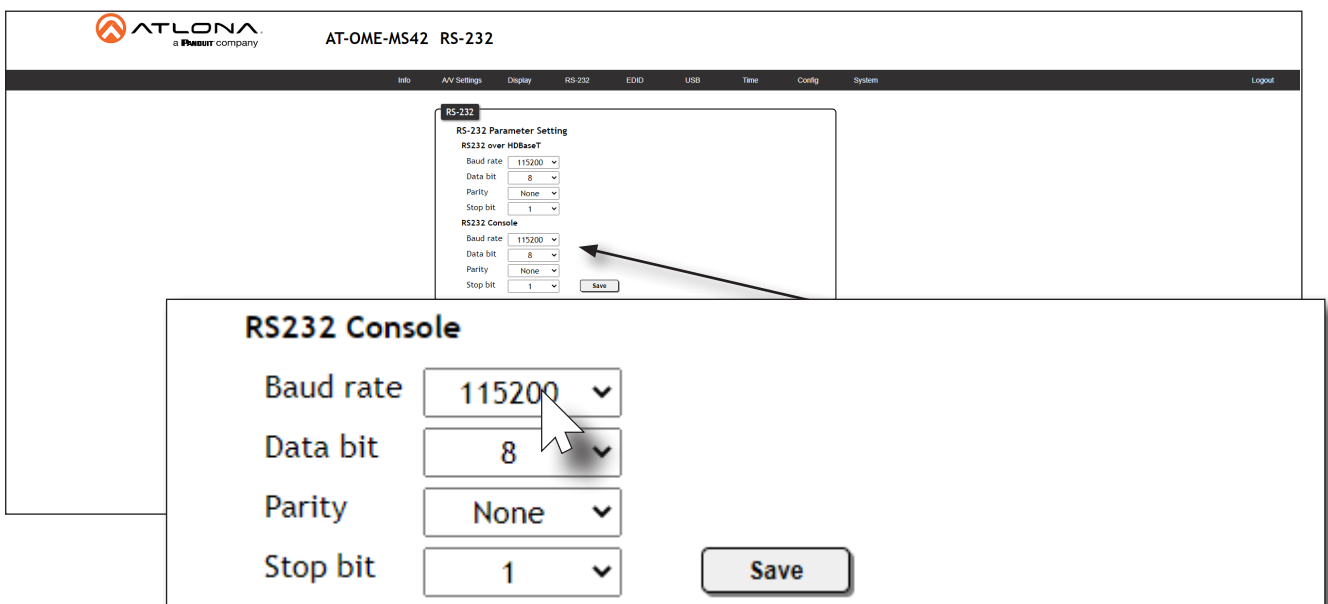 ATLONA
a PANDUIT company
AT-OME-MS42 RS-232
Info A/V Settings Display RS-232 EDID USB Time Config System Logout
RS-232
RS-232 Parameter Setting
RS232 over HDBaseT
Baud rate 115200
Data bit 8
Parity None
Stop bit 1
RS232 Console
Baud rate 115200
Data bit 8
Parity None
Stop bit 1 Save
RS232 Console
Baud rate 115200
Data bit 8
Parity None
Stop bit 1 Save